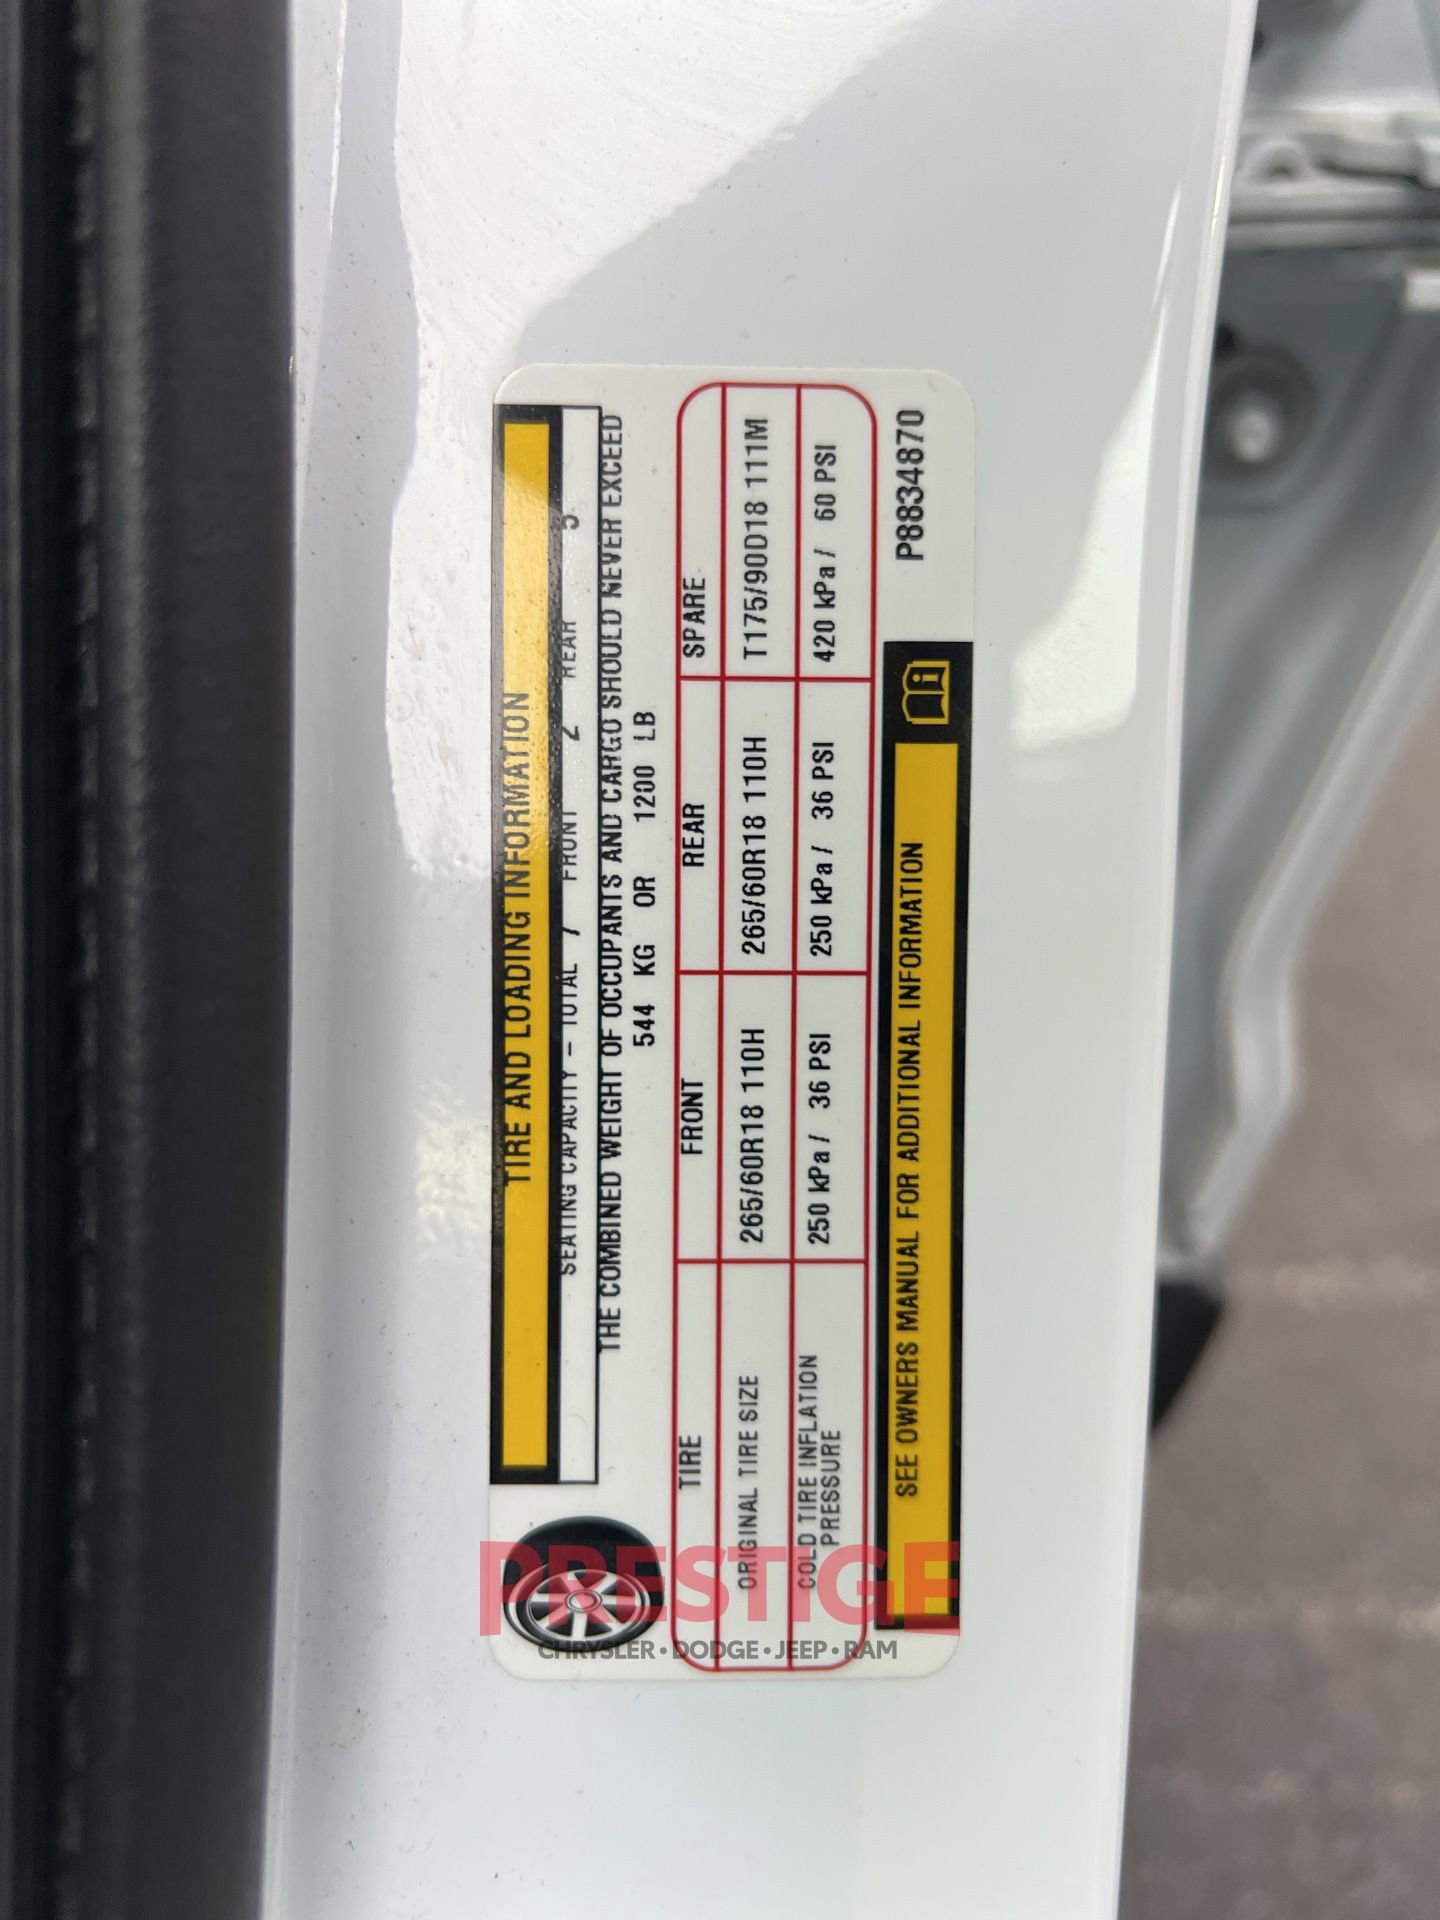 TIRE AND LOADING INFORMATION
SEATING CAPACITY – TOTAL 7 FRONT 2 REAR 5
THE COMBINED WEIGHT OF OCCUPANTS AND CARGO SHOULD NEVER EXCEED
544 KG OR 1200 LB
TIRE FRONT REAR SPARE
ORIGINAL TIRE SIZE 265/60R18 110H 265/60R18 110H T175/90D18 111M
COLD TIRE INFLATION PRESSURE 250 kPa / 36 PSI 250 kPa / 36 PSI 420 kPa / 60 PSI
SEE OWNERS MANUAL FOR ADDITIONAL INFORMATION
P8834870
PRESTIGE
CHRYSLER • DODGE • JEEP • RAM